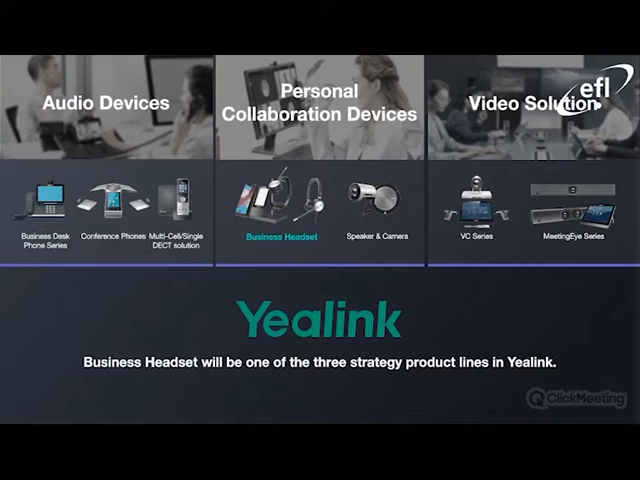 Audio Devices
Personal
Collaboration Devices
Video Solution
efl
Business Desk
Phone Series
Conference Phones
Multi-Cell/Single
DECT solution
Business Headset
Speaker & Camera
VC Series
MeetingEye Series
Yealink
Business Headset will be one of the three strategy product lines in Yealink.
ClickMeeting